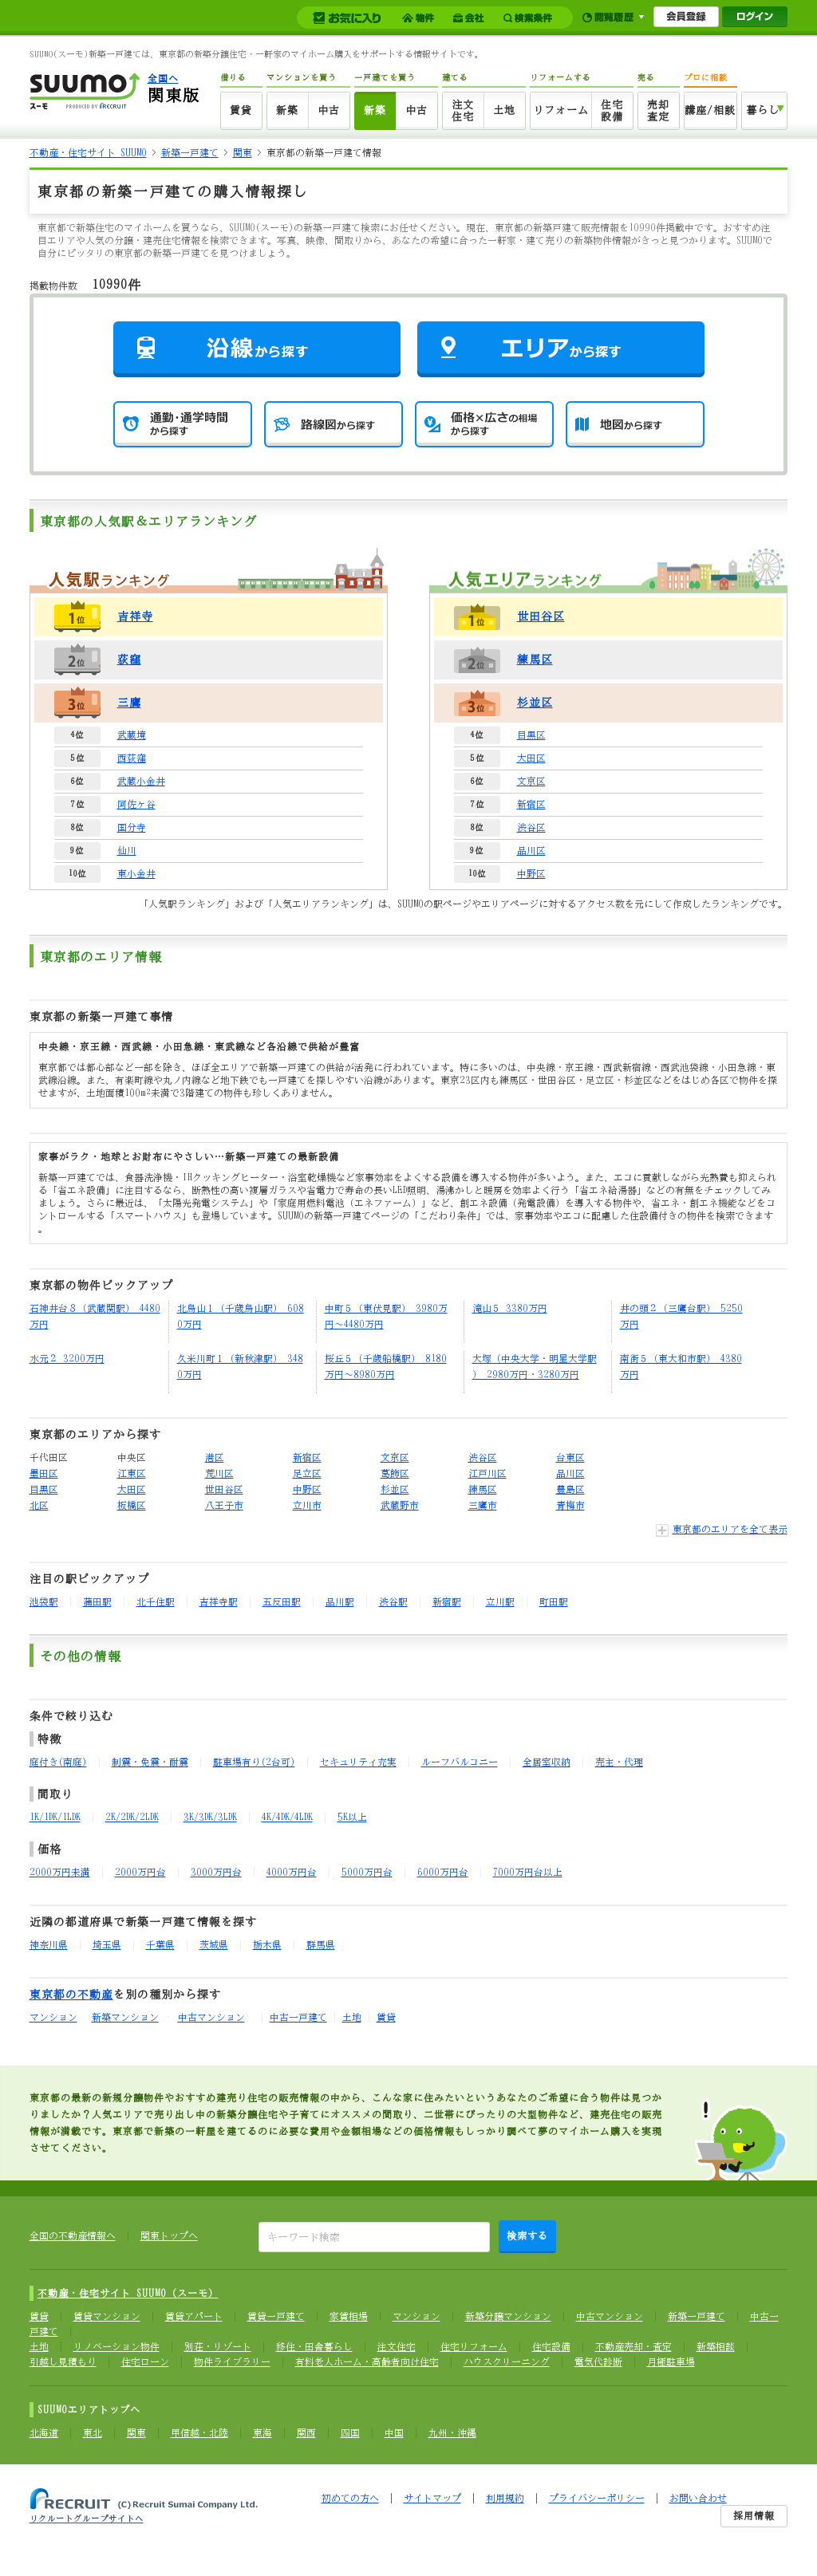 お気に入り 物件 会社 検索条件 閲覧履歴 会員登録 ログイン
SUUMO(スーモ)新築一戸建ては、東京都の新築分譲住宅・一軒家のマイホーム購入をサポートする情報サイトです。
SUUMO スーモ PRODUCED BY RECRUIT
全国へ
関東版
借りる マンションを買う 一戸建てを買う 建てる リフォームする 売る プロに相談
賃貸 新築 中古 新築 中古 注文住宅 土地 リフォーム 住宅設備 売却査定 講座/相談 暮らし
不動産・住宅サイト SUUMO > 新築一戸建て > 関東 > 東京都の新築一戸建て情報
東京都の新築一戸建ての購入情報探し
東京都で新築住宅のマイホームを買うなら、SUUMO(スーモ)の新築一戸建て検索にお任せください。現在、東京都の新築戸建て販売情報を10990件掲載中です。おすすめ注
目エリアや人気の分譲・建売住宅情報を検索できます。写真、映像、間取りから、あなたの希望に合った一軒家・建て売りの新築物件情報がきっと見つかります。SUUMOで
自分にピッタリの東京都の新築一戸建てを見つけましょう。
掲載物件数 10990件
沿線から探す エリアから探す
通勤・通学時間から探す 路線図から探す 価格×広さの相場から探す 地図から探す
東京都の人気駅＆エリアランキング
人気駅ランキング
1位 吉祥寺
2位 荻窪
3位 三鷹
4位 武蔵境
5位 西荻窪
6位 武蔵小金井
7位 阿佐ケ谷
8位 国分寺
9位 仙川
10位 東小金井
人気エリアランキング
1位 世田谷区
2位 練馬区
3位 杉並区
4位 目黒区
5位 大田区
6位 文京区
7位 新宿区
8位 渋谷区
9位 品川区
10位 中野区
「人気駅ランキング」および「人気エリアランキング」は、SUUMOの駅ページやエリアページに対するアクセス数を元にして作成したランキングです。
東京都のエリア情報
東京都の新築一戸建て事情
中央線・京王線・西武線・小田急線・東武線など各沿線で供給が豊富
東京都では都心部など一部を除き、ほぼ全エリアで新築一戸建ての供給が活発に行われています。特に多いのは、中央線・京王線・西武新宿線・西武池袋線・小田急線・東
武線沿線。また、有楽町線や丸ノ内線など地下鉄でも一戸建てを探しやすい沿線があります。東京23区内も練馬区・世田谷区・足立区・杉並区などをはじめ各区で物件を探
せますが、土地面積100m²未満で3階建ての物件も珍しくありません。
家事がラク・地球とお財布にやさしい…新築一戸建ての最新設備
新築一戸建てでは、食器洗浄機・IHクッキングヒーター・浴室乾燥機など家事効率をよくする設備を導入する物件が多いよう。また、エコに貢献しながら光熱費も抑えられ
る「省エネ設備」に注目するなら、断熱性の高い複層ガラスや省電力で寿命の長いLED照明、湯沸かしと暖房を効率よく行う「省エネ給湯器」などの有無をチェックしてみ
ましょう。さらに最近は、「太陽光発電システム」や「家庭用燃料電池（エネファーム）」など、創エネ設備（発電設備）を導入する物件や、省エネ・創エネ機能などをコ
ントロールする「スマートハウス」も登場しています。SUUMOの新築一戸建てページの「こだわり条件」では、家事効率やエコに配慮した住設備付きの物件を検索できます
。
東京都の物件ピックアップ
石神井台８（武蔵関駅） 4480万円
北烏山１（千歳烏山駅） 6080万円
中町５（東伏見駅） 3980万円～4480万円
滝山５ 3380万円
井の頭２（三鷹台駅） 5250万円
水元２ 3200万円
久米川町１（新秋津駅） 3480万円
桜丘５（千歳船橋駅） 8180万円～8980万円
大塚（中央大学・明星大学駅） 2980万円・3280万円
南街５（東大和市駅） 4380万円
東京都のエリアから探す
千代田区 中央区 港区 新宿区 文京区 渋谷区 台東区
墨田区 江東区 荒川区 足立区 葛飾区 江戸川区 品川区
目黒区 大田区 世田谷区 中野区 杉並区 練馬区 豊島区
北区 板橋区 八王子市 立川市 武蔵野市 三鷹市 青梅市
東京都のエリアを全て表示
注目の駅ピックアップ
池袋駅 蒲田駅 北千住駅 吉祥寺駅 五反田駅 品川駅 渋谷駅 新宿駅 立川駅 町田駅
その他の情報
条件で絞り込む
特徴
庭付き(南庭) 制震・免震・耐震 駐車場有り(2台可) セキュリティ充実 ルーフバルコニー 全居室収納 売主・代理
間取り
1K/1DK/1LDK 2K/2DK/2LDK 3K/3DK/3LDK 4K/4DK/4LDK 5K以上
価格
2000万円未満 2000万円台 3000万円台 4000万円台 5000万円台 6000万円台 7000万円台以上
近隣の都道府県で新築一戸建て情報を探す
神奈川県 埼玉県 千葉県 茨城県 栃木県 群馬県
東京都の不動産を別の種別から探す
マンション 新築マンション 中古マンション 中古一戸建て 土地 賃貸
東京都の最新の新規分譲物件やおすすめ建売り住宅の販売情報の中から、こんな家に住みたいというあなたのご希望に合う物件は見つか
りましたか？人気エリアで売り出し中の新築分譲住宅や子育てにオススメの間取り、二世帯にぴったりの大型物件など、建売住宅の販売
情報が満載です。東京都で新築の一軒屋を建てるのに必要な費用や金額相場などの価格情報もしっかり調べて夢のマイホーム購入を実現
させてください。
全国の不動産情報へ 関東トップへ キーワード検索 検索する
不動産・住宅サイト SUUMO（スーモ）
賃貸 賃貸マンション 賃貸アパート 賃貸一戸建て 家賃相場 マンション 新築分譲マンション 中古マンション 新築一戸建て 中古一
戸建て
土地 リノベーション物件 別荘・リゾート 移住・田舎暮らし 注文住宅 住宅リフォーム 住宅設備 不動産売却・査定 新築相談
引越し見積もり 住宅ローン 物件ライブラリー 有料老人ホーム・高齢者向け住宅 ハウスクリーニング 電気代診断 月極駐車場
SUUMOエリアトップへ
北海道 東北 関東 甲信越・北陸 東海 関西 四国 中国 九州・沖縄
RECRUIT (C) Recruit Sumai Company Ltd.
リクルートグループサイトへ
初めての方へ | サイトマップ | 利用規約 | プライバシーポリシー | お問い合わせ
採用情報